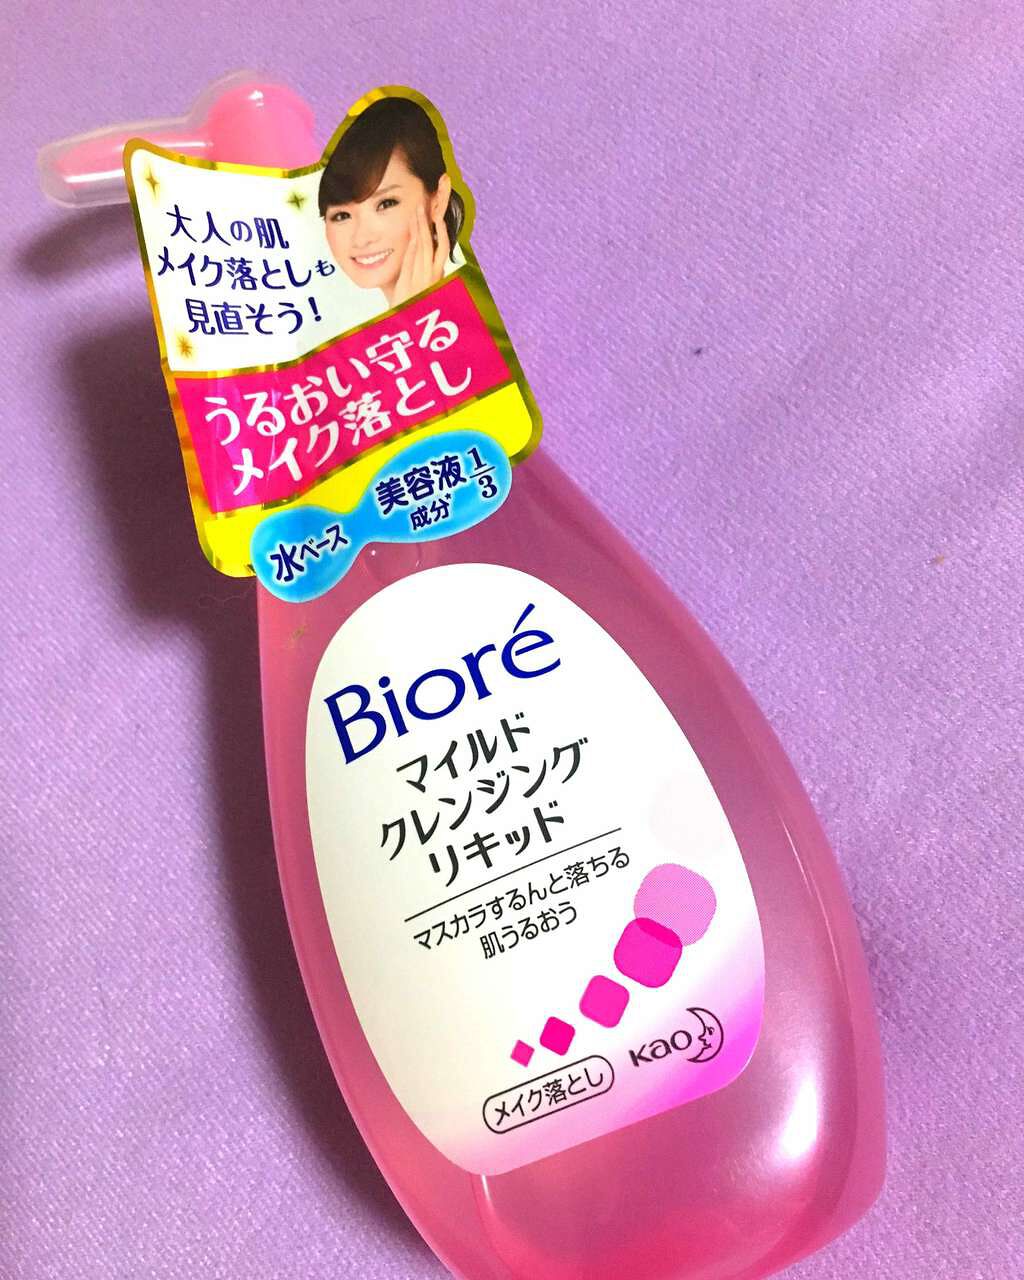 大人の肌
メイク落としも
見直そう!
うるおい守る
メイク落とし
水ベース
美容液 1/3
成分*
Bioré
マイルド
クレンジング
リキッド
マスカラするんと落ちる
肌うるおう
メイク落とし
Kao